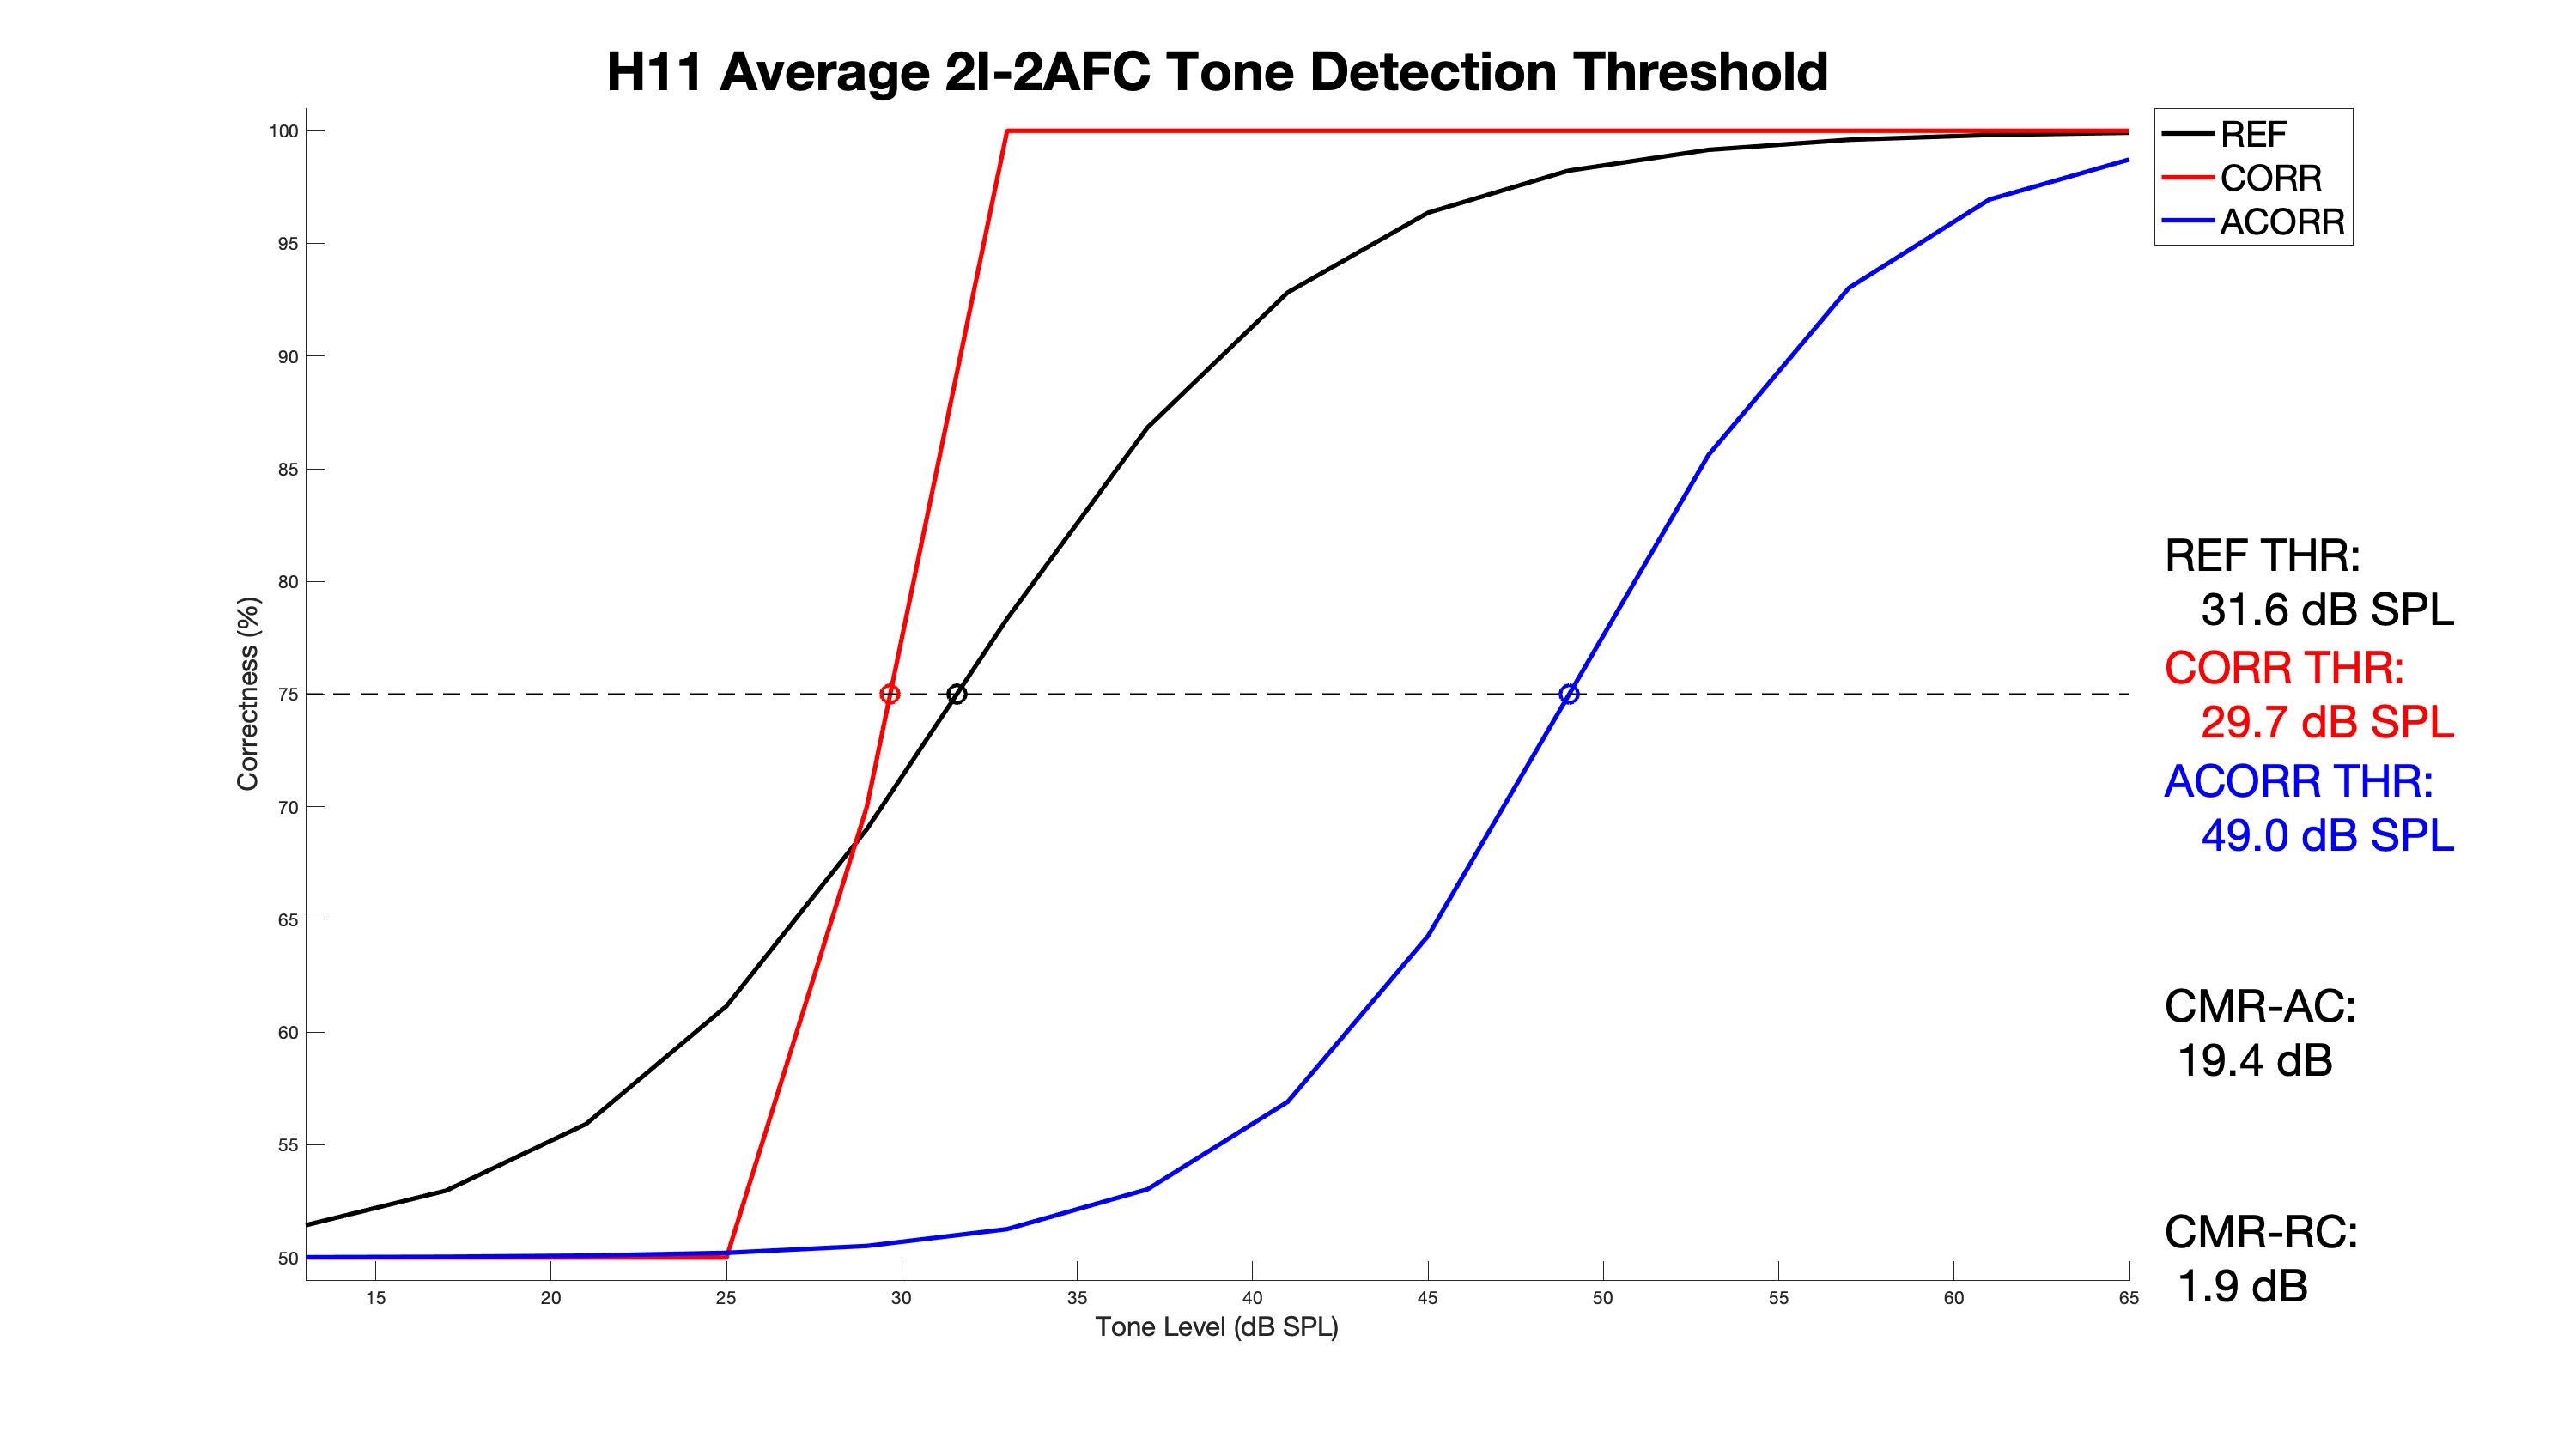 H11 Average 2I-2AFC Tone Detection Threshold
REF
CORR
ACORR
100
95
90
85
80
75
70
65
60
55
50
Correctness (%)
15 20 25 30 35 40 45 50 55 60 65
Tone Level (dB SPL)
REF THR:
31.6 dB SPL
CORR THR:
29.7 dB SPL
ACORR THR:
49.0 dB SPL
CMR-AC:
19.4 dB
CMR-RC:
1.9 dB